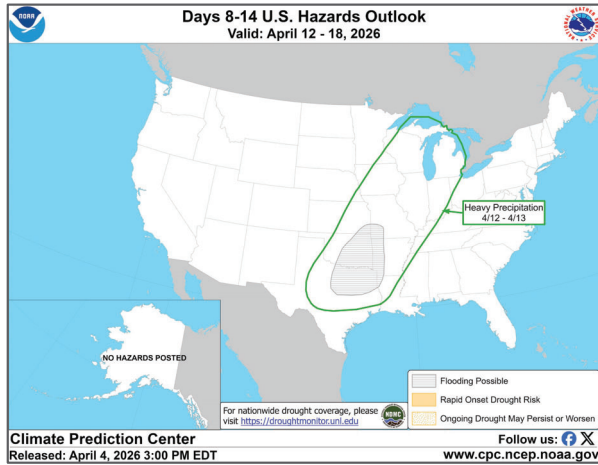 Days 8-14 U.S. Hazards Outlook
Valid: April 12 - 18, 2026
NOAA
NATIONAL WEATHER SERVICE
Heavy Precipitation
4/12 - 4/13
NO HAZARDS POSTED
Flooding Possible
Rapid Onset Drought Risk
Ongoing Drought May Persist or Worsen
For nationwide drought coverage, please
visit https://droughtmonitor.unl.edu
NDMC
Climate Prediction Center
Released: April 4, 2026 3:00 PM EDT
Follow us:
www.cpc.ncep.noaa.gov